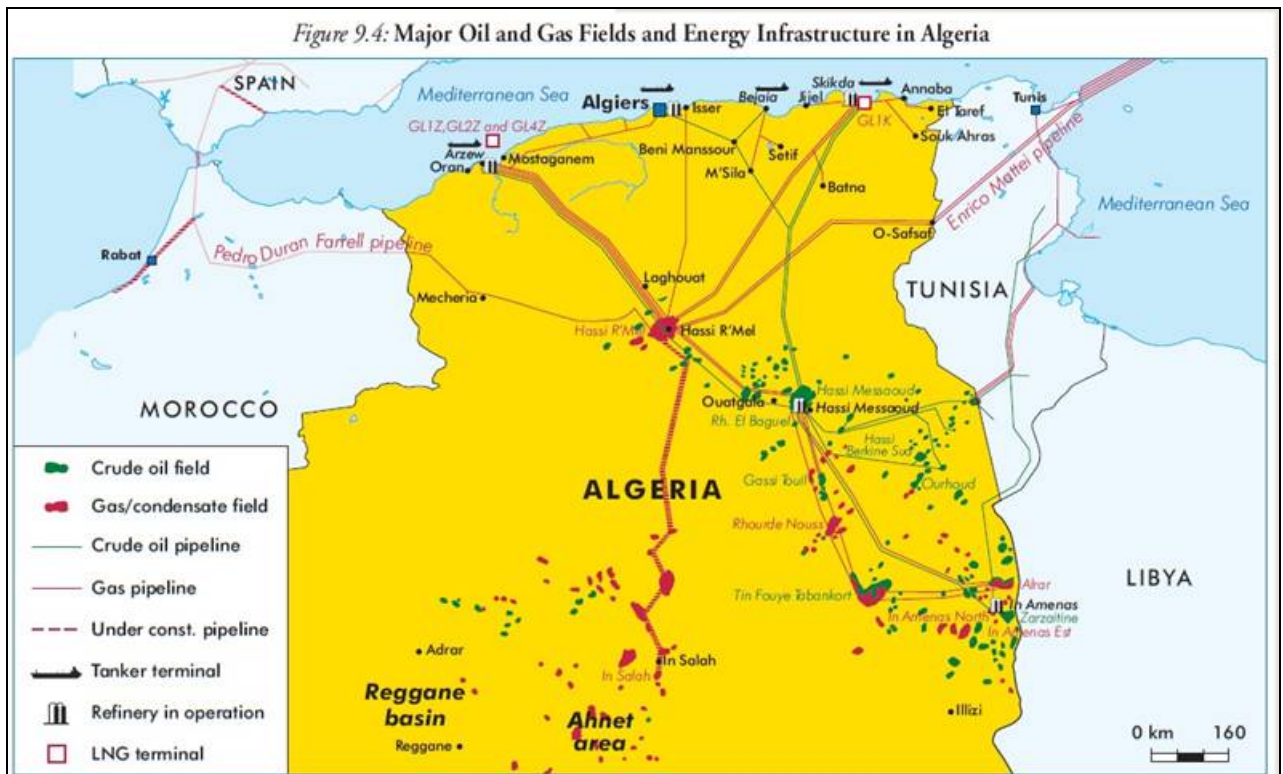 Figure 9.4: Major Oil and Gas Fields and Energy Infrastructure in Algeria
SPAIN
Mediterranean Sea
Algiers
Isser
Bejaia
Jijel
Skikda
Annaba
El Taref
Tunis
GL1Z,GL2Z and GL4Z
GL1K
Souk Ahras
Arzew
Mostaganem
Oran
Beni Manssour
Setif
M'Sila
Batna
Enrico Mattei pipeline
Mediterranean Sea
O-Safsaf
Rabat
Pedro Duran Farrell pipeline
Laghouat
TUNISIA
Mecheria
Hassi R'Mel
Hassi R'Mel
MOROCCO
Hassi Messaoud
Ouatgala
Hassi Messaoud
Rh. El Baguel
Hassi
Berkine Sud
Gassi Touil
Ourhoud
ALGERIA
Rhourde Nouss
LIBYA
Alrar
Tin Fouye Tabankort
In Amenas
In Amenas North
Zarzaitine
In Amenas Est
Adrar
In Salah
In Salah
Reggane
basin
Ahnet
area
Illizi
Reggane
Crude oil field
Gas/condensate field
Crude oil pipeline
Gas pipeline
Under const. pipeline
Tanker terminal
Refinery in operation
LNG terminal
0 km 160